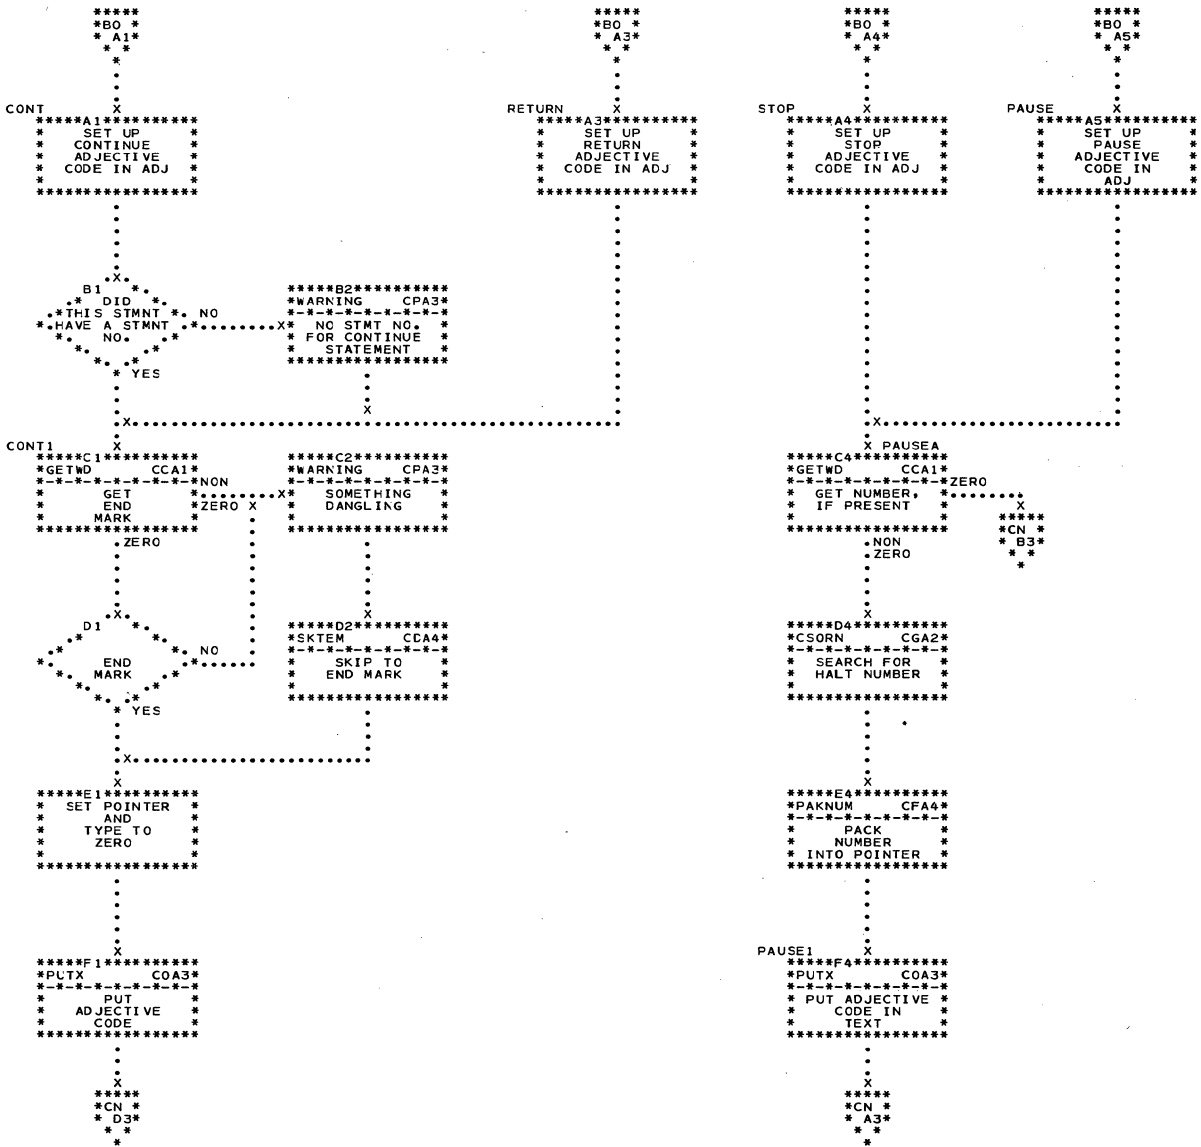 BO
A1
BO
A3
BO
A4
BO
A5
CONT
A1
SET UP
CONTINUE
ADJECTIVE
CODE IN ADJ
RETURN
A3
SET UP
RETURN
ADJECTIVE
CODE IN ADJ
STOP
A4
SET UP
STOP
ADJECTIVE
CODE IN ADJ
PAUSE
A5
SET UP
PAUSE
ADJECTIVE
CODE IN
ADJ
B1
DID
THIS STMNT
HAVE A STMNT
NO.
NO
YES
B2
WARNING CPA3
NO STMT NO.
FOR CONTINUE
STATEMENT
CONT1
C1
GETWD CCA1
GET
END
MARK
NON
ZERO
ZERO
C2
WARNING CPA3
SOMETHING
DANGLING
PAUSEA
C4
GETWD CCA1
GET NUMBER,
IF PRESENT
ZERO
CN
B3
NON
ZERO
D1
END
MARK
NO
YES
D2
SKTEM CDA4
SKIP TO
END MARK
D4
CSORN CGA2
SEARCH FOR
HALT NUMBER
E1
SET POINTER
AND
TYPE TO
ZERO
E4
PAKNUM CFA4
PACK
NUMBER
INTO POINTER
F1
PUTX COA3
PUT
ADJECTIVE
CODE
PAUSE1
F4
PUTX COA3
PUT ADJECTIVE
CODE IN
TEXT
CN
D3
CN
A3